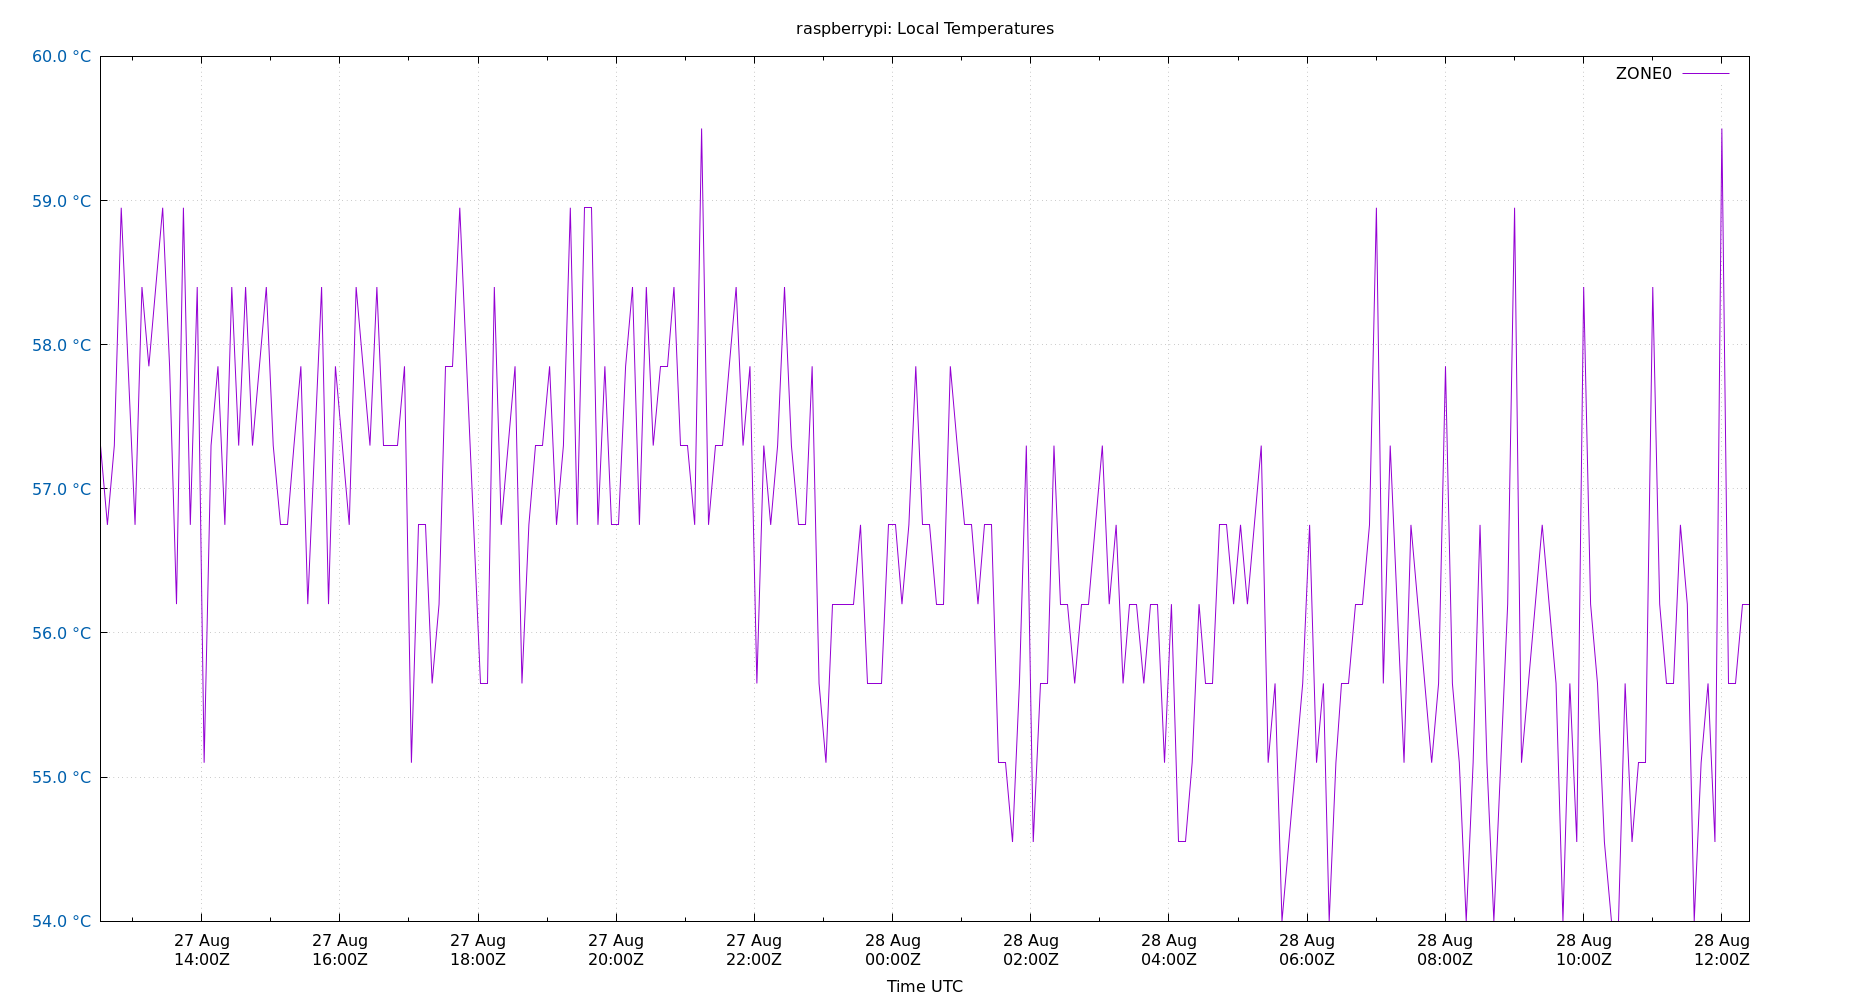 raspberrypi: Local Temperatures
60.0 °C
ZONE0
59.0 °C
58.0 °C
57.0 °C
56.0 °C
55.0 °C
54.0 °C
27 Aug 27 Aug 27 Aug 27 Aug 27 Aug 28 Aug 28 Aug 28 Aug 28 Aug 28 Aug 28 Aug 28 Aug
14:00Z 16:00Z 18:00Z 20:00Z 22:00Z 00:00Z 02:00Z 04:00Z 06:00Z 08:00Z 10:00Z 12:00Z
Time UTC